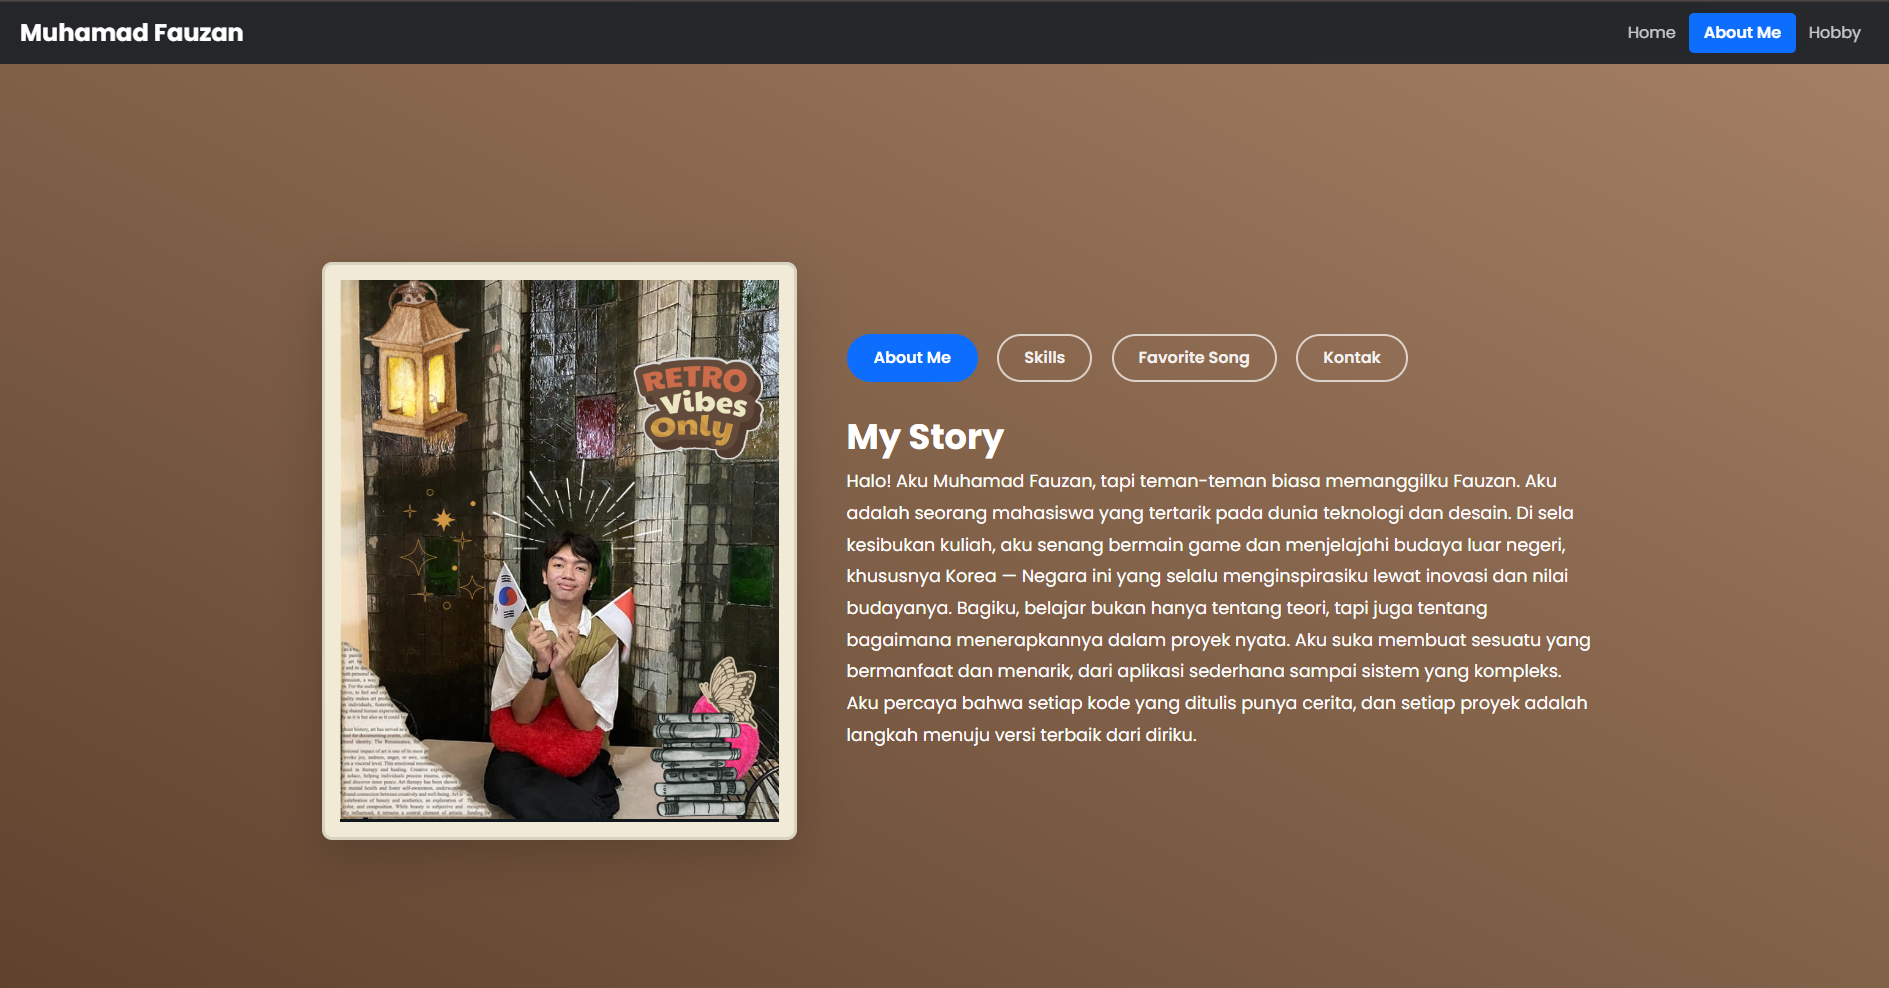 Muhamad Fauzan
Home
About Me
Hobby
RETRO
Vibes
Only
About Me
Skills
Favorite Song
Kontak
My Story
Halo! Aku Muhamad Fauzan, tapi teman-teman biasa memanggilku Fauzan. Aku
adalah seorang mahasiswa yang tertarik pada dunia teknologi dan desain. Di sela
kesibukan kuliah, aku senang bermain game dan menjelajahi budaya luar negeri,
khususnya Korea — Negara ini yang selalu menginspirasiku lewat inovasi dan nilai
budayanya. Bagiku, belajar bukan hanya tentang teori, tapi juga tentang
bagaimana menerapkannya dalam proyek nyata. Aku suka membuat sesuatu yang
bermanfaat dan menarik, dari aplikasi sederhana sampai sistem yang kompleks.
Aku percaya bahwa setiap kode yang ditulis punya cerita, dan setiap proyek adalah
langkah menuju versi terbaik dari diriku.